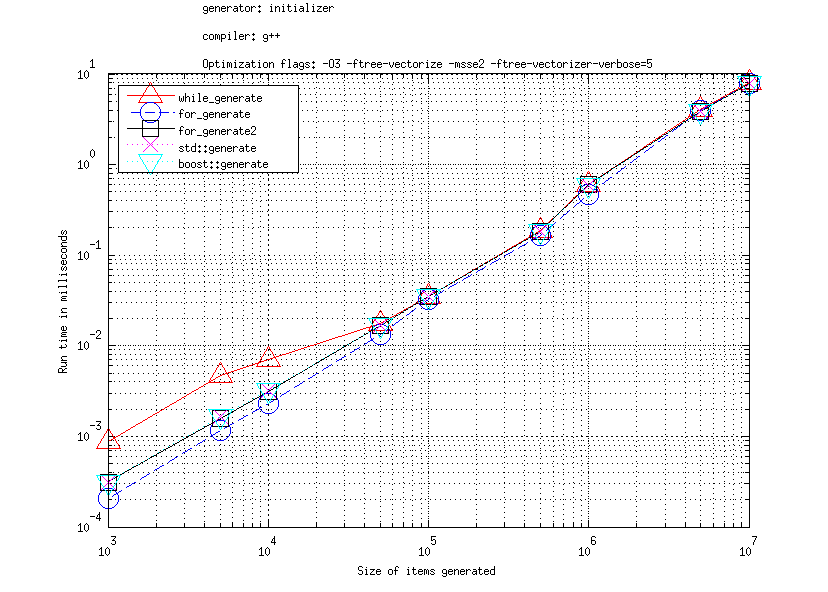 generator: initializer
compiler: g++
Optimization flags: -O3 -ftree-vectorize -msse2 -ftree-vectorizer-verbose=5
10^1
while_generate
for_generate
for_generate2
std::generate
boost::generate
10^0
10^-1
10^-2
10^-3
10^-4
Run time in milliseconds
10^3 10^4 10^5 10^6 10^7
Size of items generated